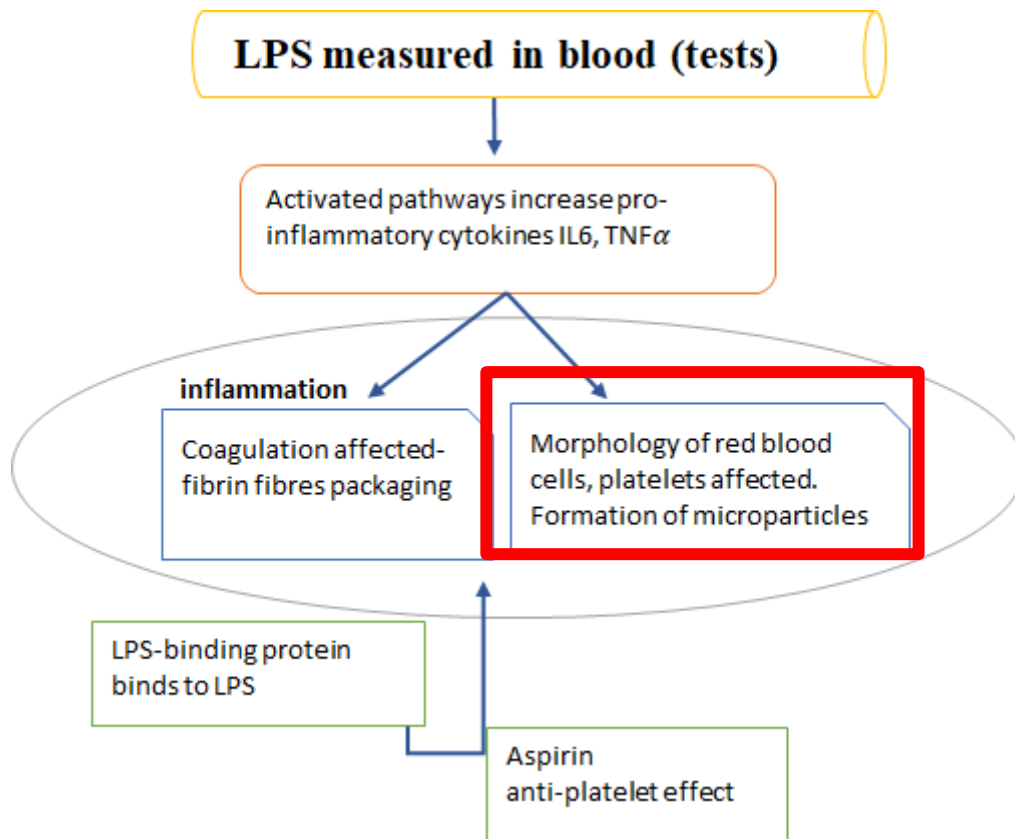 LPS measured in blood (tests)
Activated pathways increase pro-
inflammatory cytokines IL6, TNFα
inflammation
Coagulation affected-
fibrin fibres packaging
Morphology of red blood
cells, platelets affected.
Formation of microparticles
LPS-binding protein
binds to LPS
Aspirin
anti-platelet effect